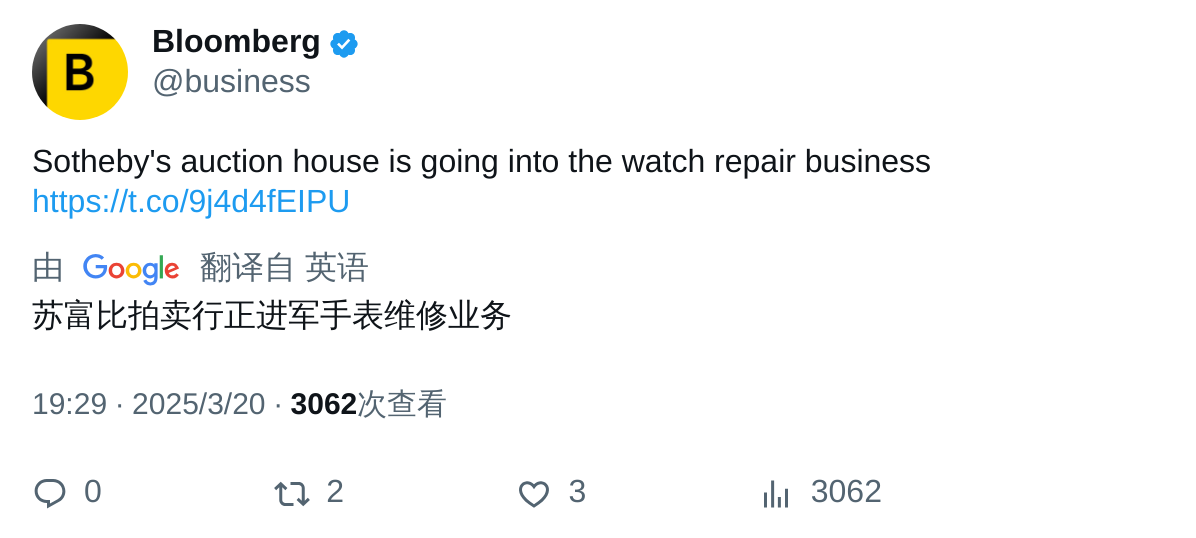 B
Bloomberg
@business
Sotheby's auction house is going into the watch repair business
https://t.co/9j4d4fEIPU
由 Google 翻译自 英语
苏富比拍卖行正进军手表维修业务
19:29 · 2025/3/20 · 3062次查看
0 2 3 3062